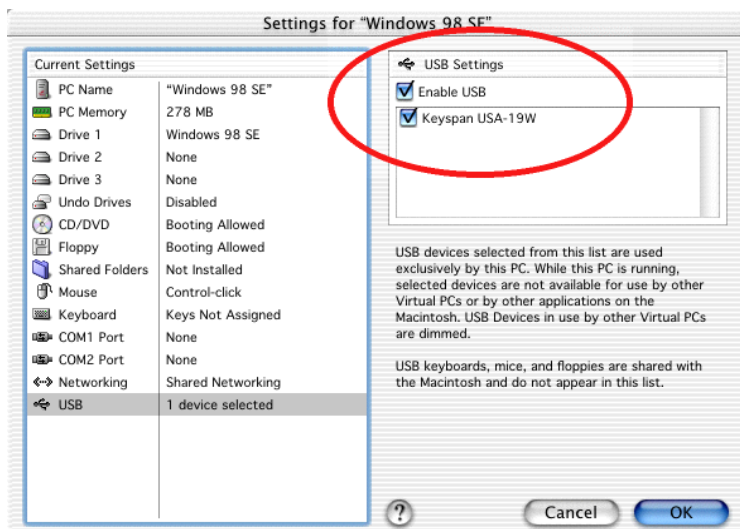 Settings for “Windows 98 SE”
Current Settings
PC Name “Windows 98 SE”
PC Memory 278 MB
Drive 1 Windows 98 SE
Drive 2 None
Drive 3 None
Undo Drives Disabled
CD/DVD Booting Allowed
Floppy Booting Allowed
Shared Folders Not Installed
Mouse Control-click
Keyboard Keys Not Assigned
COM1 Port None
COM2 Port None
Networking Shared Networking
USB 1 device selected
USB Settings
Enable USB
Keyspan USA-19W
USB devices selected from this list are used
exclusively by this PC. While this PC is running,
selected devices are not available for use by other
Virtual PCs or by other applications on the
Macintosh. USB Devices in use by other Virtual PCs
are dimmed.
USB keyboards, mice, and floppies are shared with
the Macintosh and do not appear in this list.
?
Cancel
OK